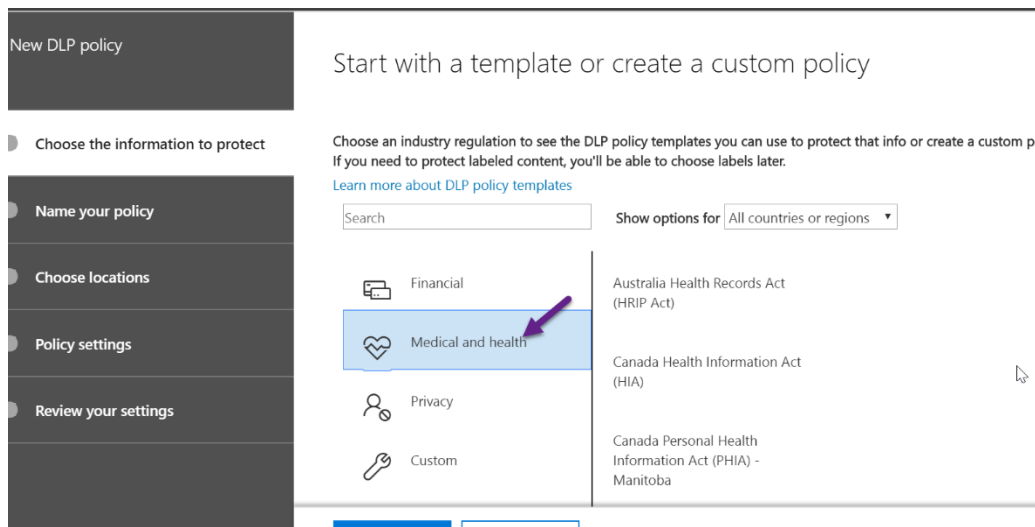 New DLP policy
Choose the information to protect
Name your policy
Choose locations
Policy settings
Review your settings
Start with a template or create a custom policy
Choose an industry regulation to see the DLP policy templates you can use to protect that info or create a custom p
If you need to protect labeled content, you'll be able to choose labels later.
Learn more about DLP policy templates
Search
Show options for All countries or regions
Financial
Medical and health
Privacy
Custom
Australia Health Records Act
(HRIP Act)
Canada Health Information Act
(HIA)
Canada Personal Health
Information Act (PHIA) -
Manitoba